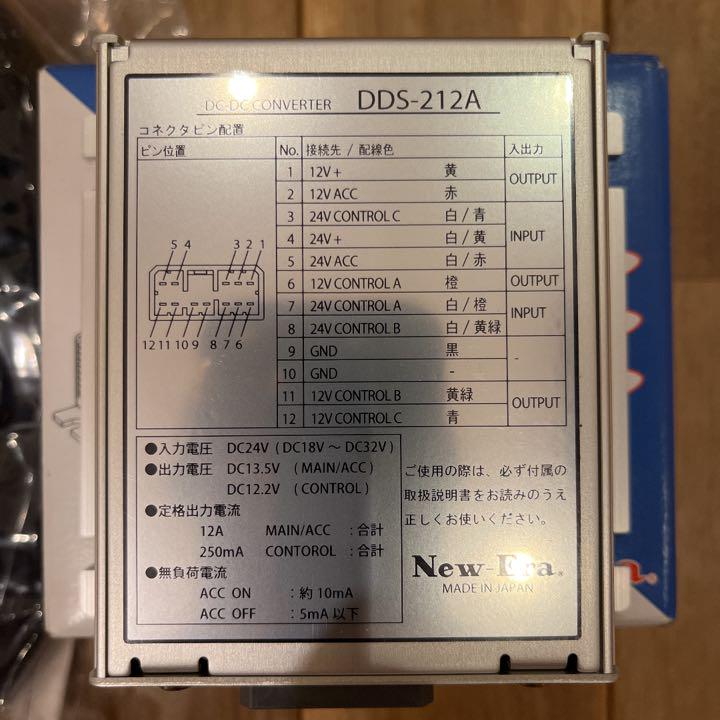 DC-DC CONVERTER DDS-212A
コネクタピン配置
ピン位置 No. 接続先 / 配線色 入出力
1 12V+ 黄 OUTPUT
2 12V ACC 赤
3 24V CONTROL C 白 / 青 INPUT
4 24V+ 白 / 黄
5 24V ACC 白 / 赤
6 12V CONTROL A 橙 OUTPUT
7 24V CONTROL A 白 / 橙 INPUT
8 24V CONTROL B 白 / 黄緑
9 GND 黒 -
10 GND -
11 12V CONTROL B 黄緑 OUTPUT
12 12V CONTROL C 青
5 4 3 2 1
12 11 10 9 8 7 6
●入力電圧 DC24V (DC18V ~ DC32V)
●出力電圧 DC13.5V (MAIN/ACC)
DC12.2V (CONTROL)
●定格出力電流
12A MAIN/ACC :合計
250mA CONTOROL :合計
●無負荷電流
ACC ON :約10mA
ACC OFF :5mA 以下
ご使用の際は、必ず付属の
取扱説明書をお読みのうえ
正しくお使いください。
New-Era®
MADE IN JAPAN